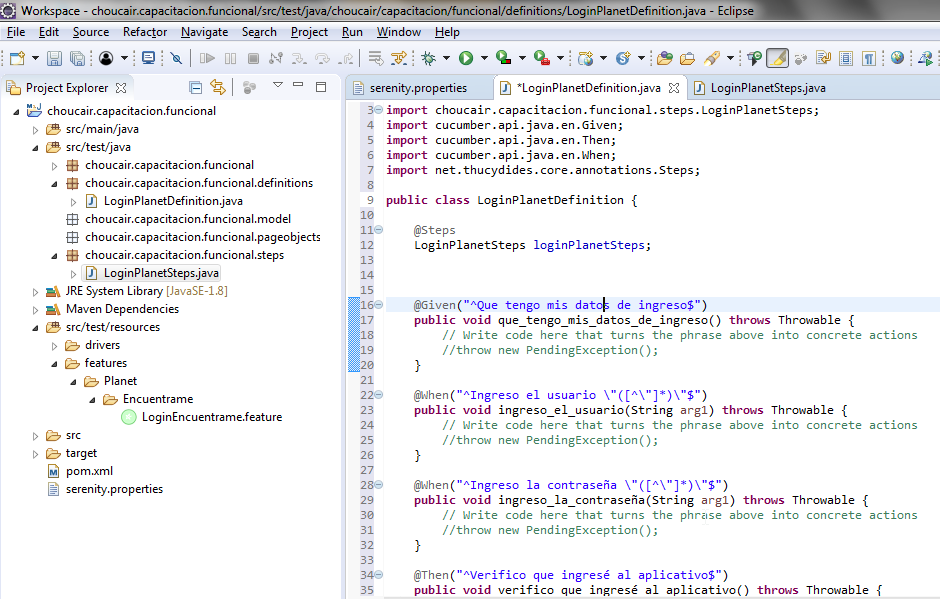 Workspace - choucair.capacitacion.funcional/src/test/java/choucair/capacitacion/funcional/definitions/LoginPlanetDefinition.java - Eclipse
File Edit Source Refactor Navigate Search Project Run Window Help
Project Explorer
choucair.capacitacion.funcional
src/main/java
src/test/java
choucair.capacitacion.funcional
choucair.capacitacion.funcional.definitions
LoginPlanetDefinition.java
choucair.capacitacion.funcional.model
choucair.capacitacion.funcional.pageobjects
choucair.capacitacion.funcional.steps
LoginPlanetSteps.java
JRE System Library [JavaSE-1.8]
Maven Dependencies
src/test/resources
drivers
features
Planet
Encuentrame
LoginEncuentrame.feature
src
target
pom.xml
serenity.properties
serenity.properties *LoginPlanetDefinition.java LoginPlanetSteps.java
3 import choucair.capacitacion.funcional.steps.LoginPlanetSteps;
4 import cucumber.api.java.en.Given;
5 import cucumber.api.java.en.Then;
6 import cucumber.api.java.en.When;
7 import net.thucydides.core.annotations.Steps;
8
9 public class LoginPlanetDefinition {
10
11 @Steps
12 LoginPlanetSteps loginPlanetSteps;
13
14
15
16 @Given("^Que tengo mis datos de ingreso$")
17 public void que_tengo_mis_datos_de_ingreso() throws Throwable {
18 // Write code here that turns the phrase above into concrete actions
19 //throw new PendingException();
20 }
21
22 @When("^Ingreso el usuario \"([^\"]*)\"$")
23 public void ingreso_el_usuario(String arg1) throws Throwable {
24 // Write code here that turns the phrase above into concrete actions
25 //throw new PendingException();
26 }
27
28 @When("^Ingreso la contraseña \"([^\"]*)\"$")
29 public void ingreso_la_contraseña(String arg1) throws Throwable {
30 // Write code here that turns the phrase above into concrete actions
31 //throw new PendingException();
32 }
33
34 @Then("^Verifico que ingresé al aplicativo$")
35 public void verifico_que_ingresé_al_aplicativo() throws Throwable {